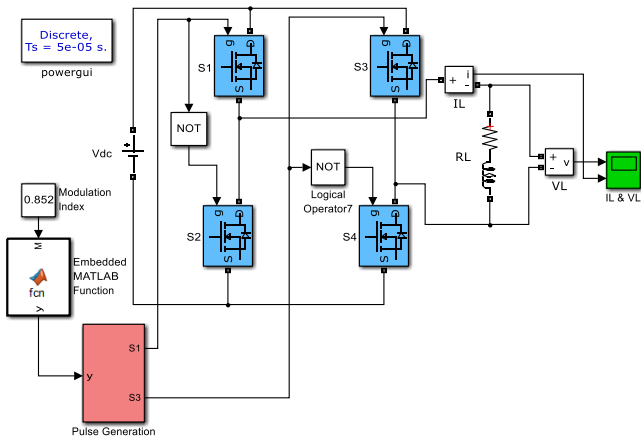 Discrete,
Ts = 5e-05 s.
powergui
S1
g
D
S
S3
g
D
S
i
+
-
IL
NOT
Vdc
+
RL
+
-
v
VL
IL & VL
NOT
Logical
Operator7
0.852
Modulation
Index
S2
g
D
S
S4
g
D
S
M
fcn
y
Embedded
MATLAB
Function
S1
y
S3
Pulse Generation